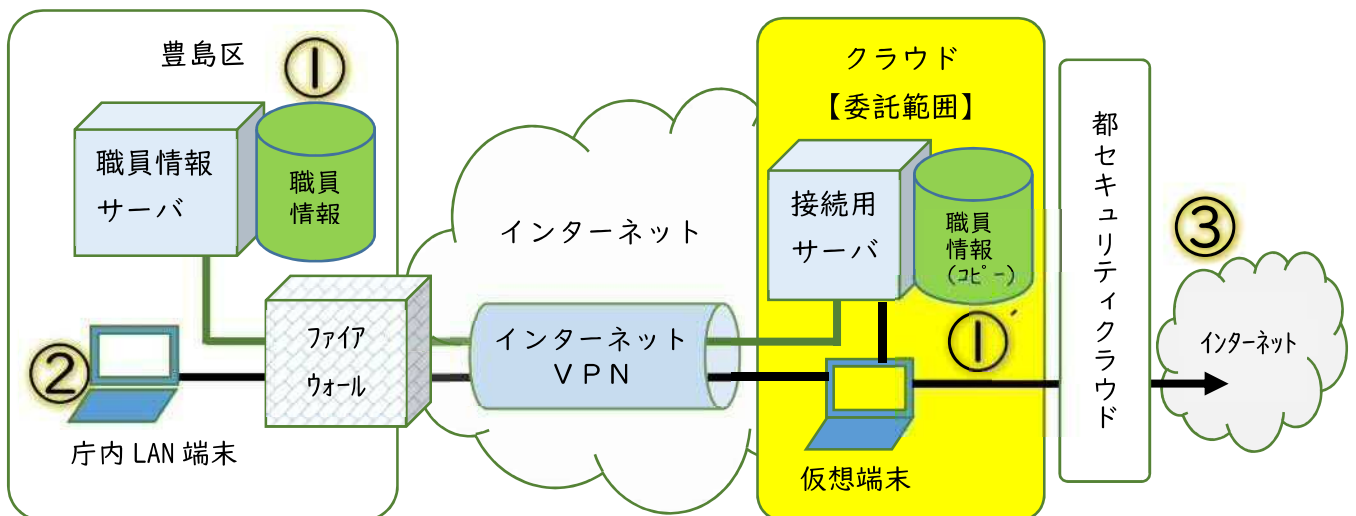 豊島区
①
職員情報
サーバ
職員
情報
ファイア
ウォール
②
庁内 LAN 端末
インターネット
インターネット
VPN
クラウド
【委託範囲】
接続用
サーバ
職員
情報
(ｺﾋﾟｰ)
①'
仮想端末
都セキュリティクラウド
③
インターネット